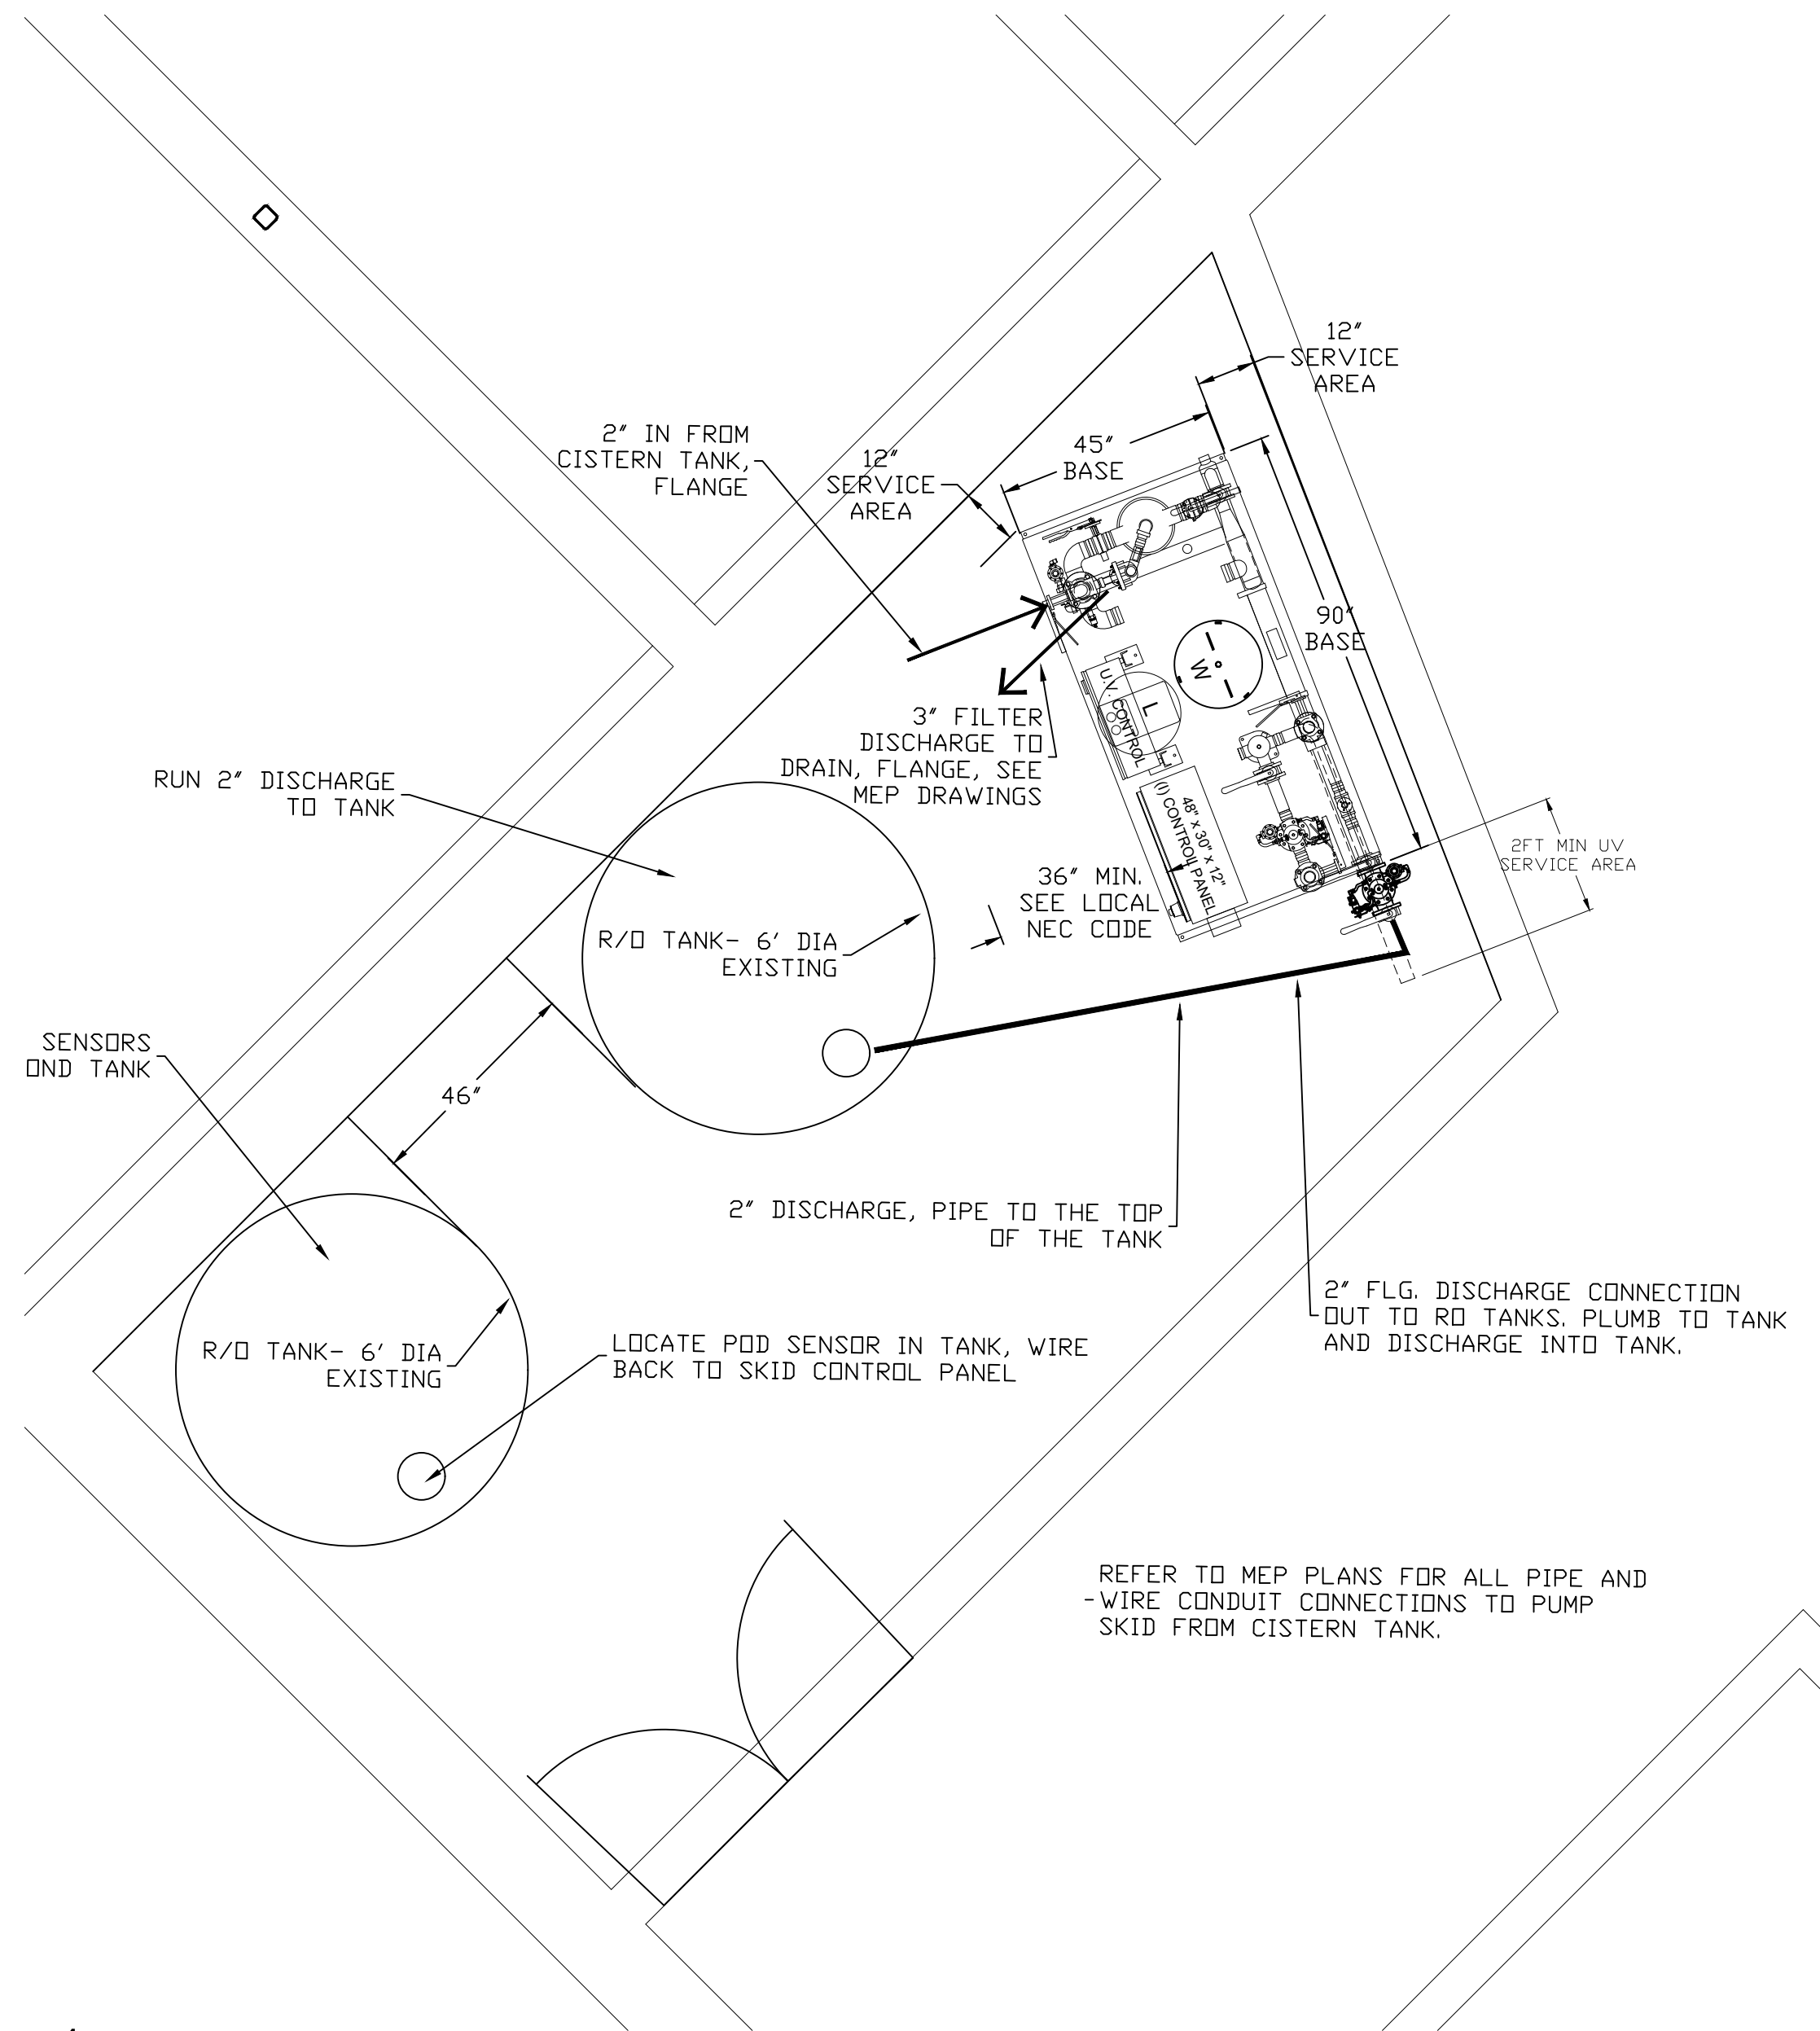 12"
SERVICE
AREA
2" IN FROM
CISTERN TANK,
FLANGE
12"
SERVICE
AREA
45"
BASE
90"
BASE
W
U.V. CONTROL
L
3" FILTER
DISCHARGE TO
DRAIN, FLANGE, SEE
MEP DRAWINGS
RUN 2" DISCHARGE
TO TANK
48" x 30" x 12"
(I) CONTROL PANEL
2FT MIN UV
SERVICE AREA
36" MIN.
SEE LOCAL
NEC CODE
R/O TANK- 6' DIA
EXISTING
SENSORS
OND TANK
46"
2" DISCHARGE, PIPE TO THE TOP
OF THE TANK
2" FLG. DISCHARGE CONNECTION
OUT TO RO TANKS. PLUMB TO TANK
AND DISCHARGE INTO TANK.
R/O TANK- 6' DIA
EXISTING
LOCATE POD SENSOR IN TANK, WIRE
BACK TO SKID CONTROL PANEL
REFER TO MEP PLANS FOR ALL PIPE AND
-WIRE CONDUIT CONNECTIONS TO PUMP
SKID FROM CISTERN TANK.